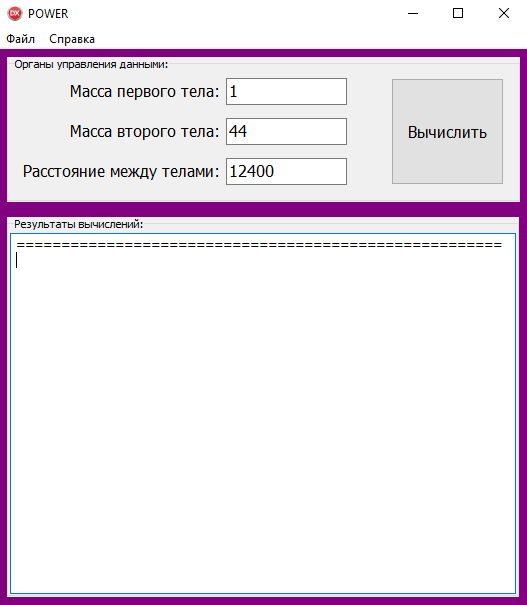 POWER
Файл Справка
Органы управления данными:
Масса первого тела: 1
Масса второго тела: 44
Вычислить
Расстояние между телами: 12400
Результаты вычислений:
======================================================